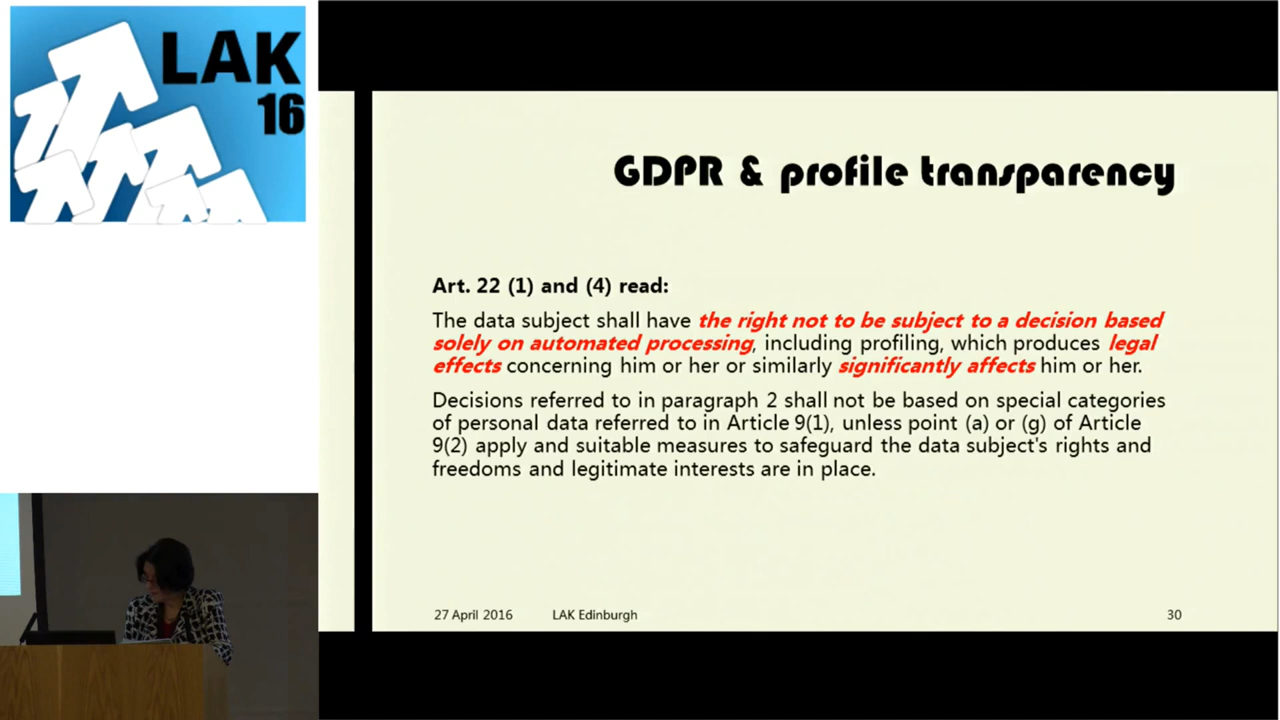 LAK
16
GDPR & profile transparency
Art. 22 (1) and (4) read:
The data subject shall have the right not to be subject to a decision based
solely on automated processing, including profiling, which produces legal
effects concerning him or her or similarly significantly affects him or her.
Decisions referred to in paragraph 2 shall not be based on special categories
of personal data referred to in Article 9(1), unless point (a) or (g) of Article
9(2) apply and suitable measures to safeguard the data subject's rights and
freedoms and legitimate interests are in place.
27 April 2016 LAK Edinburgh 30